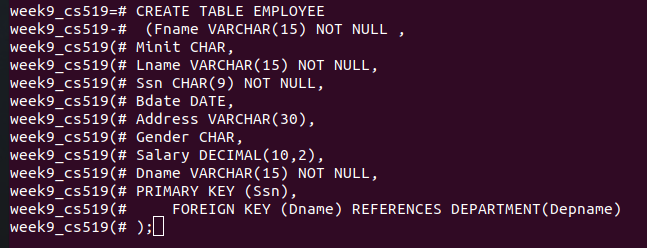 week9_cs519=# CREATE TABLE EMPLOYEE
week9_cs519-#  (Fname VARCHAR(15) NOT NULL ,
week9_cs519(# Minit CHAR,
week9_cs519(# Lname VARCHAR(15) NOT NULL,
week9_cs519(# Ssn CHAR(9) NOT NULL,
week9_cs519(# Bdate DATE,
week9_cs519(# Address VARCHAR(30),
week9_cs519(# Gender CHAR,
week9_cs519(# Salary DECIMAL(10,2),
week9_cs519(# Dname VARCHAR(15) NOT NULL,
week9_cs519(# PRIMARY KEY (Ssn),
week9_cs519(#     FOREIGN KEY (Dname) REFERENCES DEPARTMENT(Depname)
week9_cs519(# );